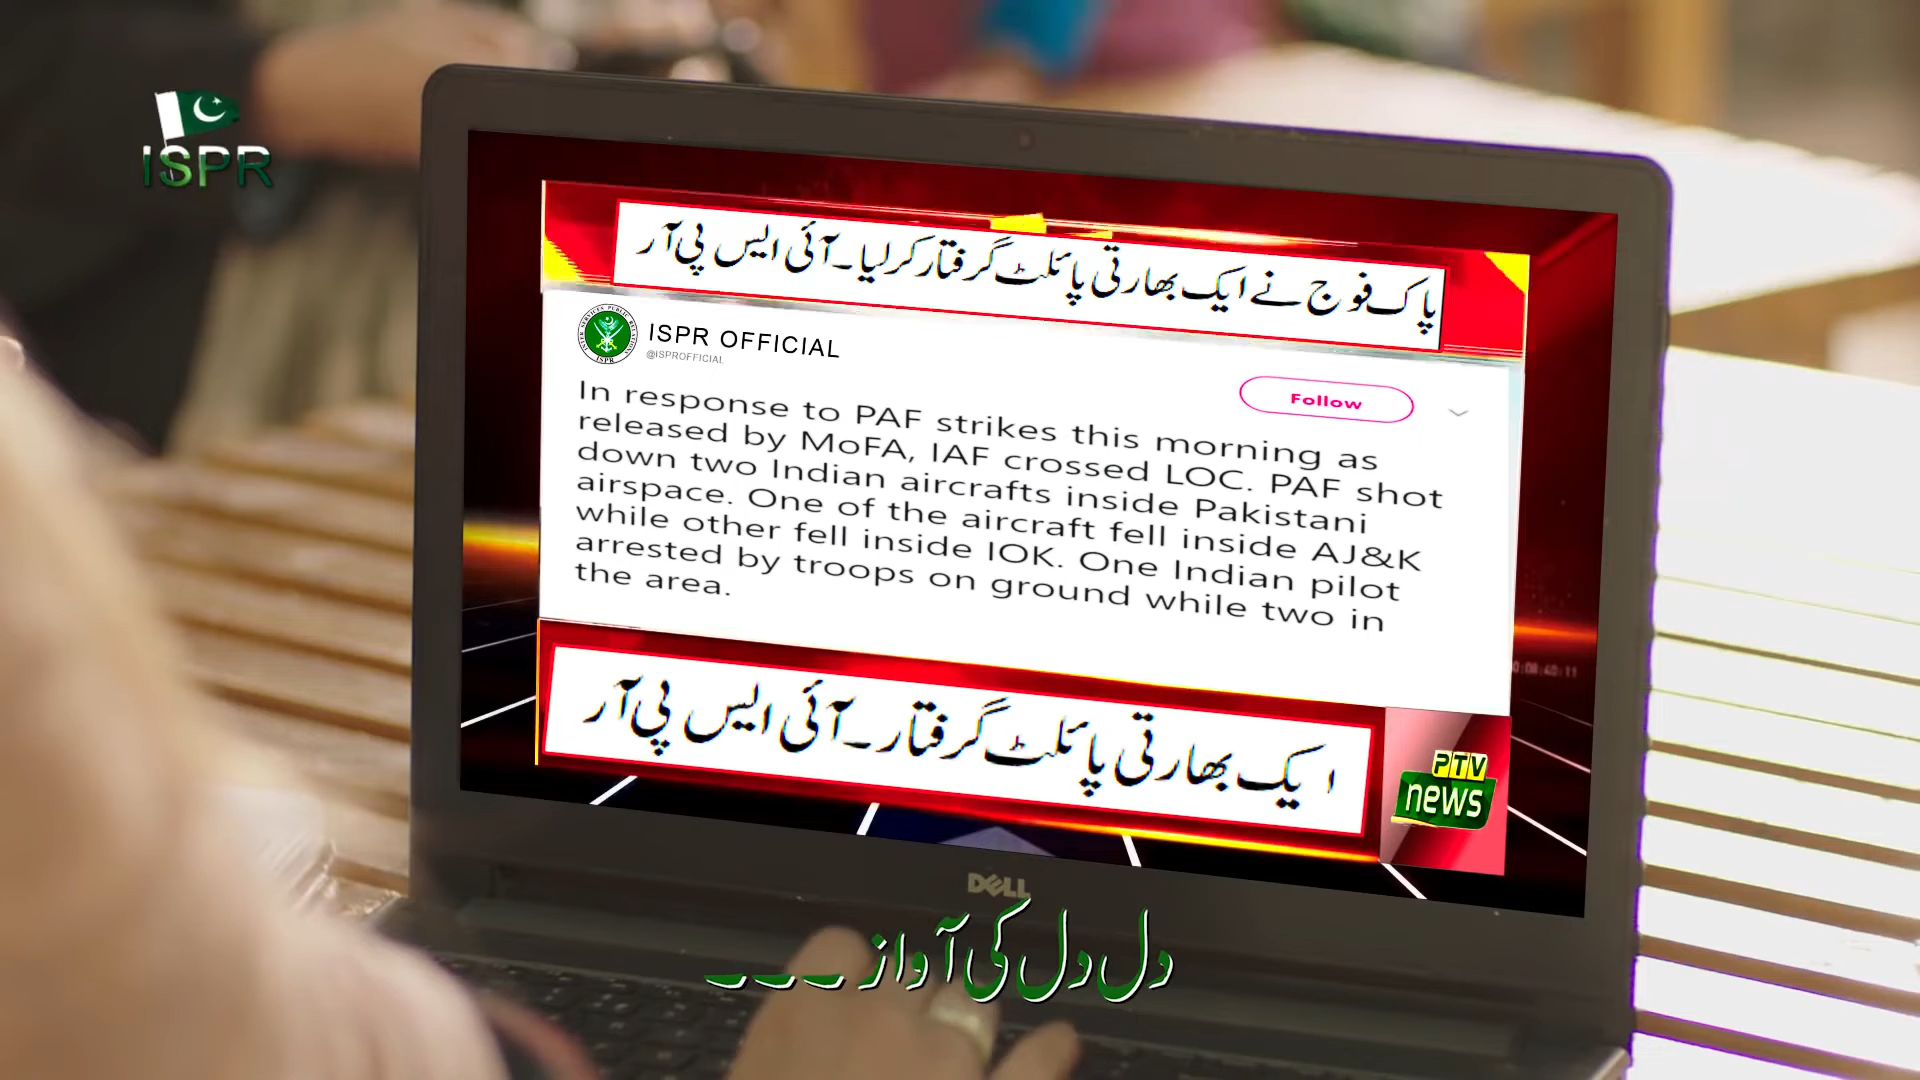 ISPR
پاک فوج نے ایک بھارتی پائلٹ گرفتار کرلیا۔ آئی ایس پی آر
ISPR OFFICIAL
@ISPROFFICIAL
Follow
In response to PAF strikes this morning as
released by MoFA, IAF crossed LOC. PAF shot
down two Indian aircrafts inside Pakistani
airspace. One of the aircraft fell inside AJ&K
while other fell inside IOK. One Indian pilot
arrested by troops on ground while two in
the area.
ایک بھارتی پائلٹ گرفتار۔ آئی ایس پی آر
PTV
news
DELL
دل دل کی آواز ۔۔۔